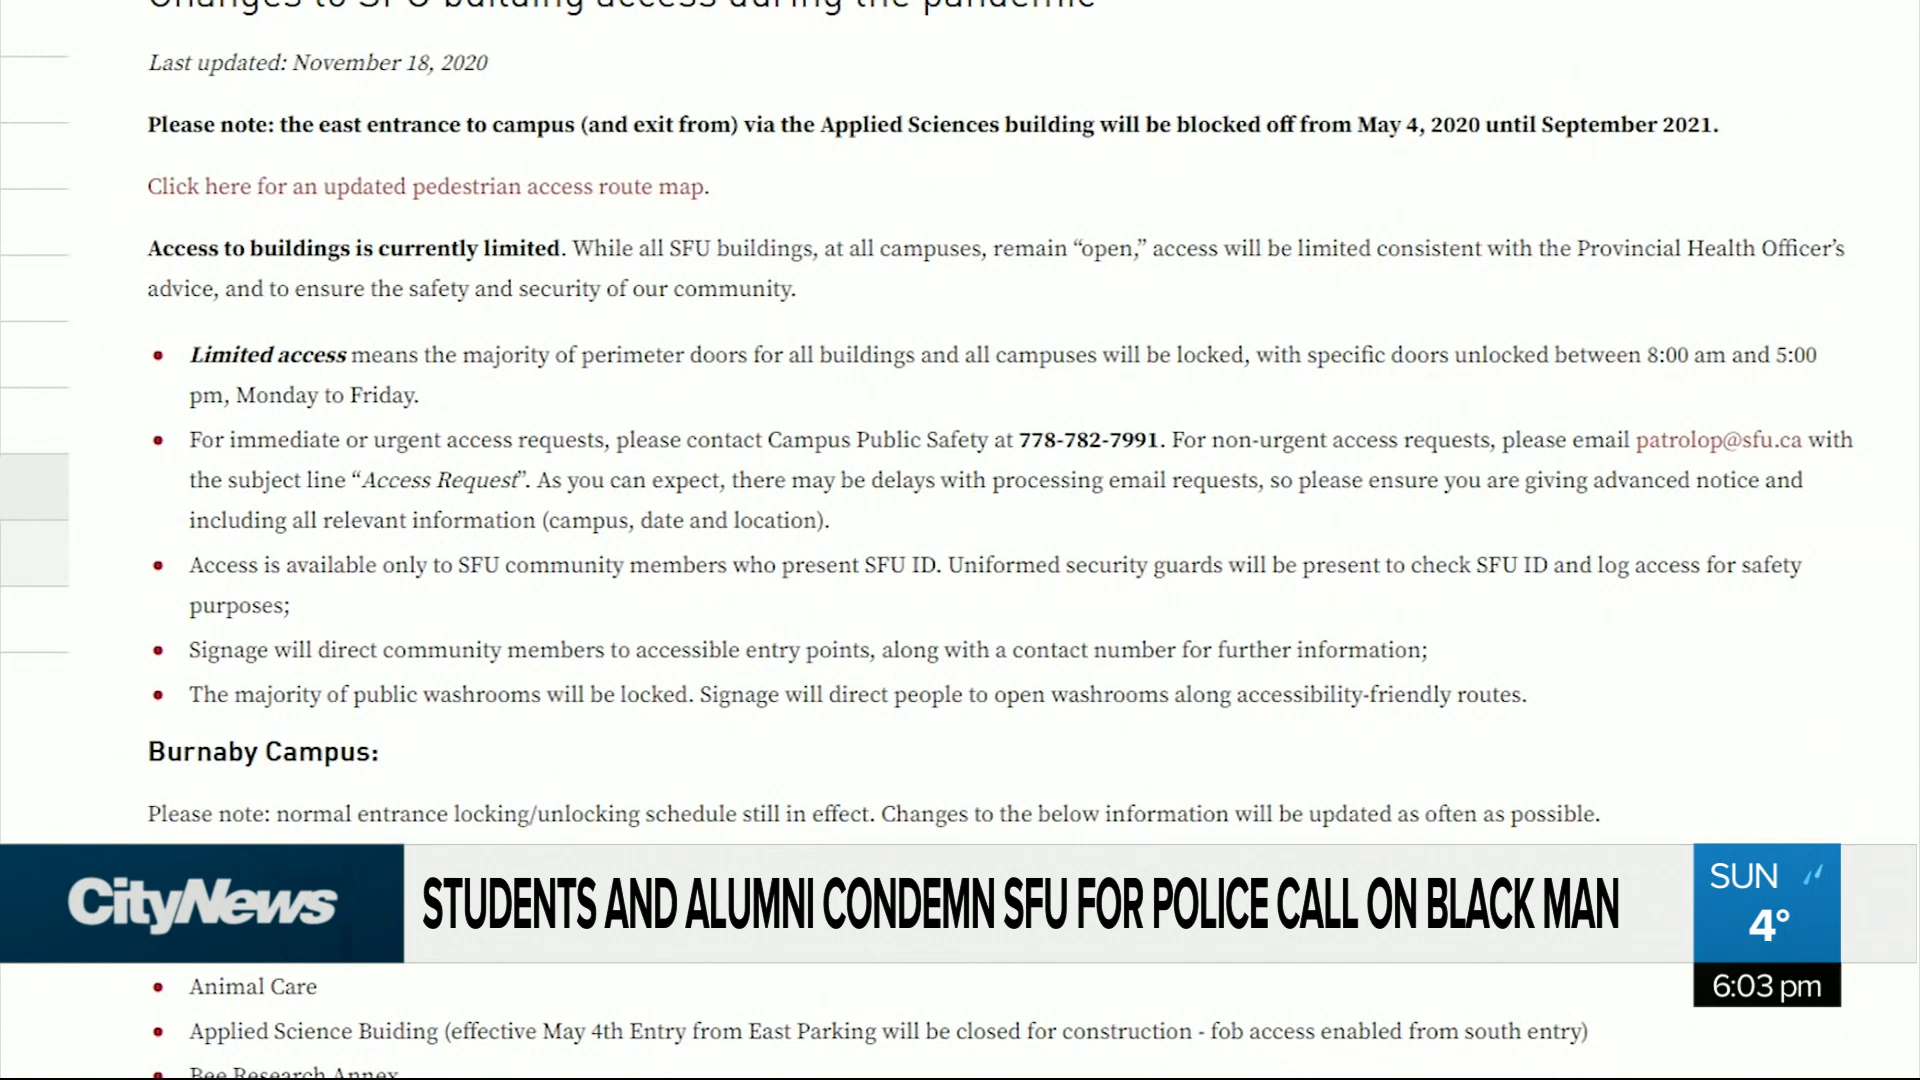 Changes to SFU building access during the pandemic
Last updated: November 18, 2020
Please note: the east entrance to campus (and exit from) via the Applied Sciences building will be blocked off from May 4, 2020 until September 2021.
Click here for an updated pedestrian access route map.
Access to buildings is currently limited. While all SFU buildings, at all campuses, remain “open,” access will be limited consistent with the Provincial Health Officer’s
advice, and to ensure the safety and security of our community.
Limited access means the majority of perimeter doors for all buildings and all campuses will be locked, with specific doors unlocked between 8:00 am and 5:00
pm, Monday to Friday.
For immediate or urgent access requests, please contact Campus Public Safety at 778-782-7991. For non-urgent access requests, please email patrolop@sfu.ca with
the subject line “Access Request”. As you can expect, there may be delays with processing email requests, so please ensure you are giving advanced notice and
including all relevant information (campus, date and location).
Access is available only to SFU community members who present SFU ID. Uniformed security guards will be present to check SFU ID and log access for safety
purposes;
Signage will direct community members to accessible entry points, along with a contact number for further information;
The majority of public washrooms will be locked. Signage will direct people to open washrooms along accessibility-friendly routes.
Burnaby Campus:
Please note: normal entrance locking/unlocking schedule still in effect. Changes to the below information will be updated as often as possible.
CityNews
STUDENTS AND ALUMNI CONDEMN SFU FOR POLICE CALL ON BLACK MAN
SUN
4°
6:03 pm
Animal Care
Applied Science Buiding (effective May 4th Entry from East Parking will be closed for construction - fob access enabled from south entry)
Bee Research Annex